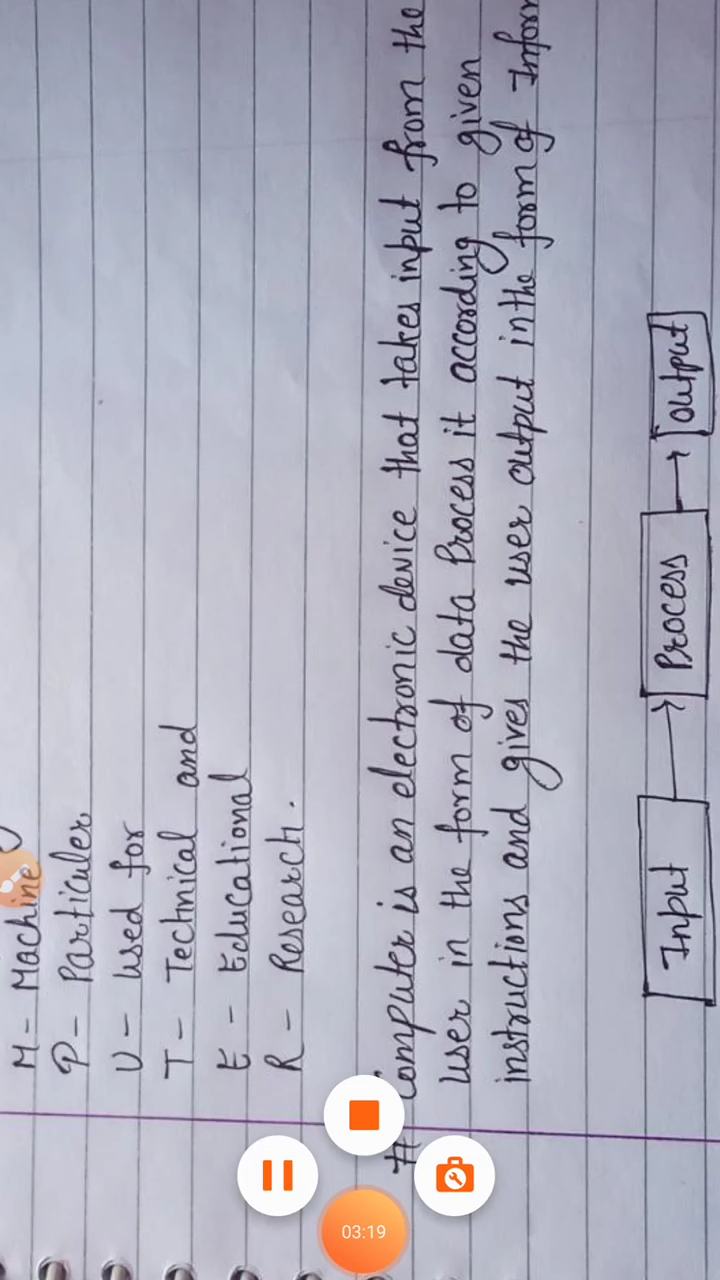 M - Machine
P - Particuler
U - Used for
T - Technical and
E - Educational
R - Research.
# Computer is an electronic device that takes input from the
user in the form of data Process it according to given
instructions and gives the user output in the form of Infor
Input → Process → Output
03:19